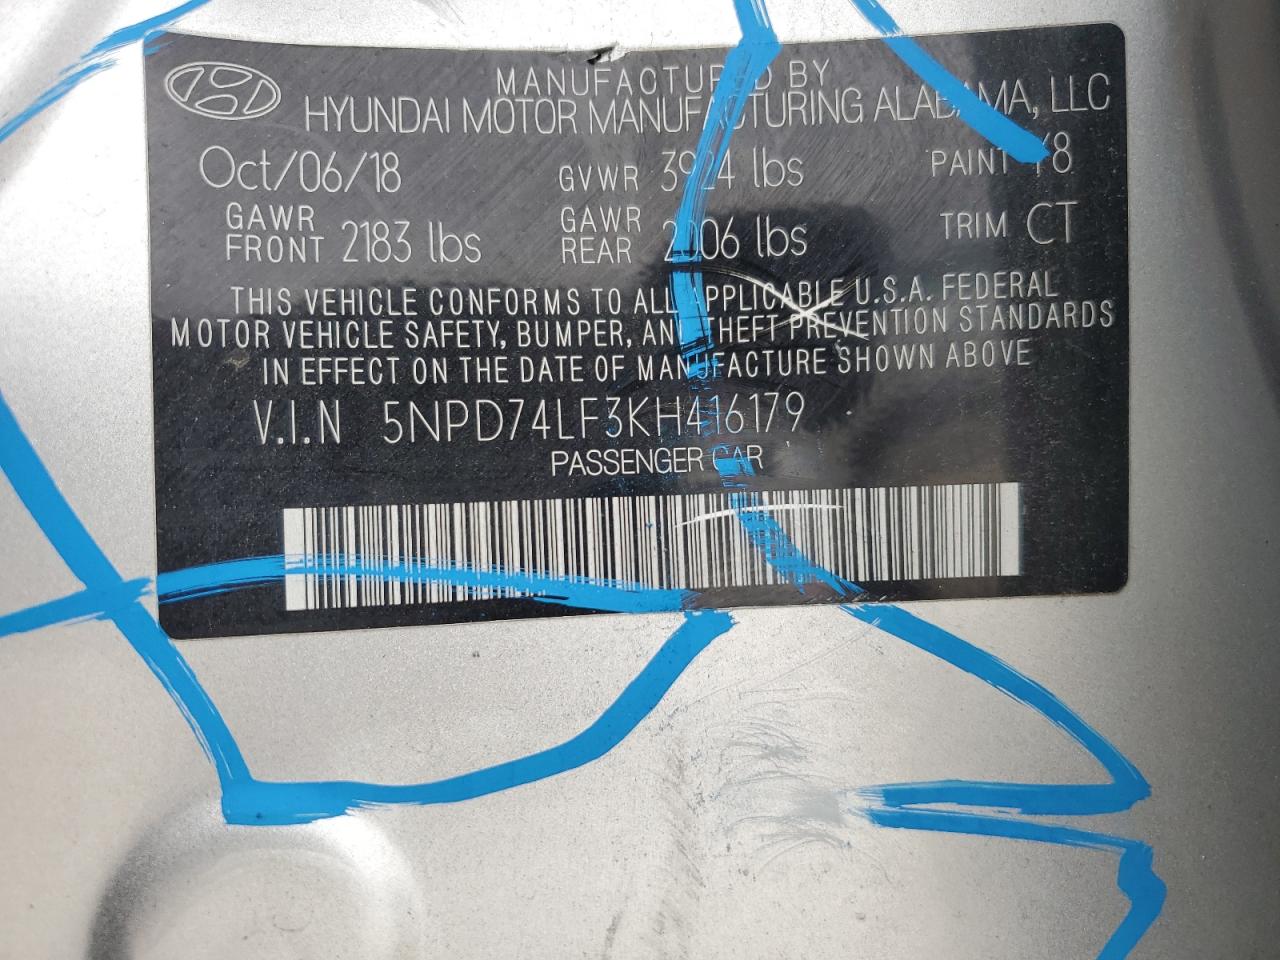 MANUFACTURED BY
HYUNDAI MOTOR MANUFACTURING ALABAMA, LLC
Oct/06/18 GVWR 3924 lbs PAINT
GAWR FRONT 2183 lbs GAWR REAR 2006 lbs TRIM CT
THIS VEHICLE CONFORMS TO ALL APPLICABLE U.S.A. FEDERAL
MOTOR VEHICLE SAFETY, BUMPER, AND THEFT PREVENTION STANDARDS
IN EFFECT ON THE DATE OF MANUFACTURE SHOWN ABOVE
V.I.N 5NPD74LF3KH416179
PASSENGER CAR